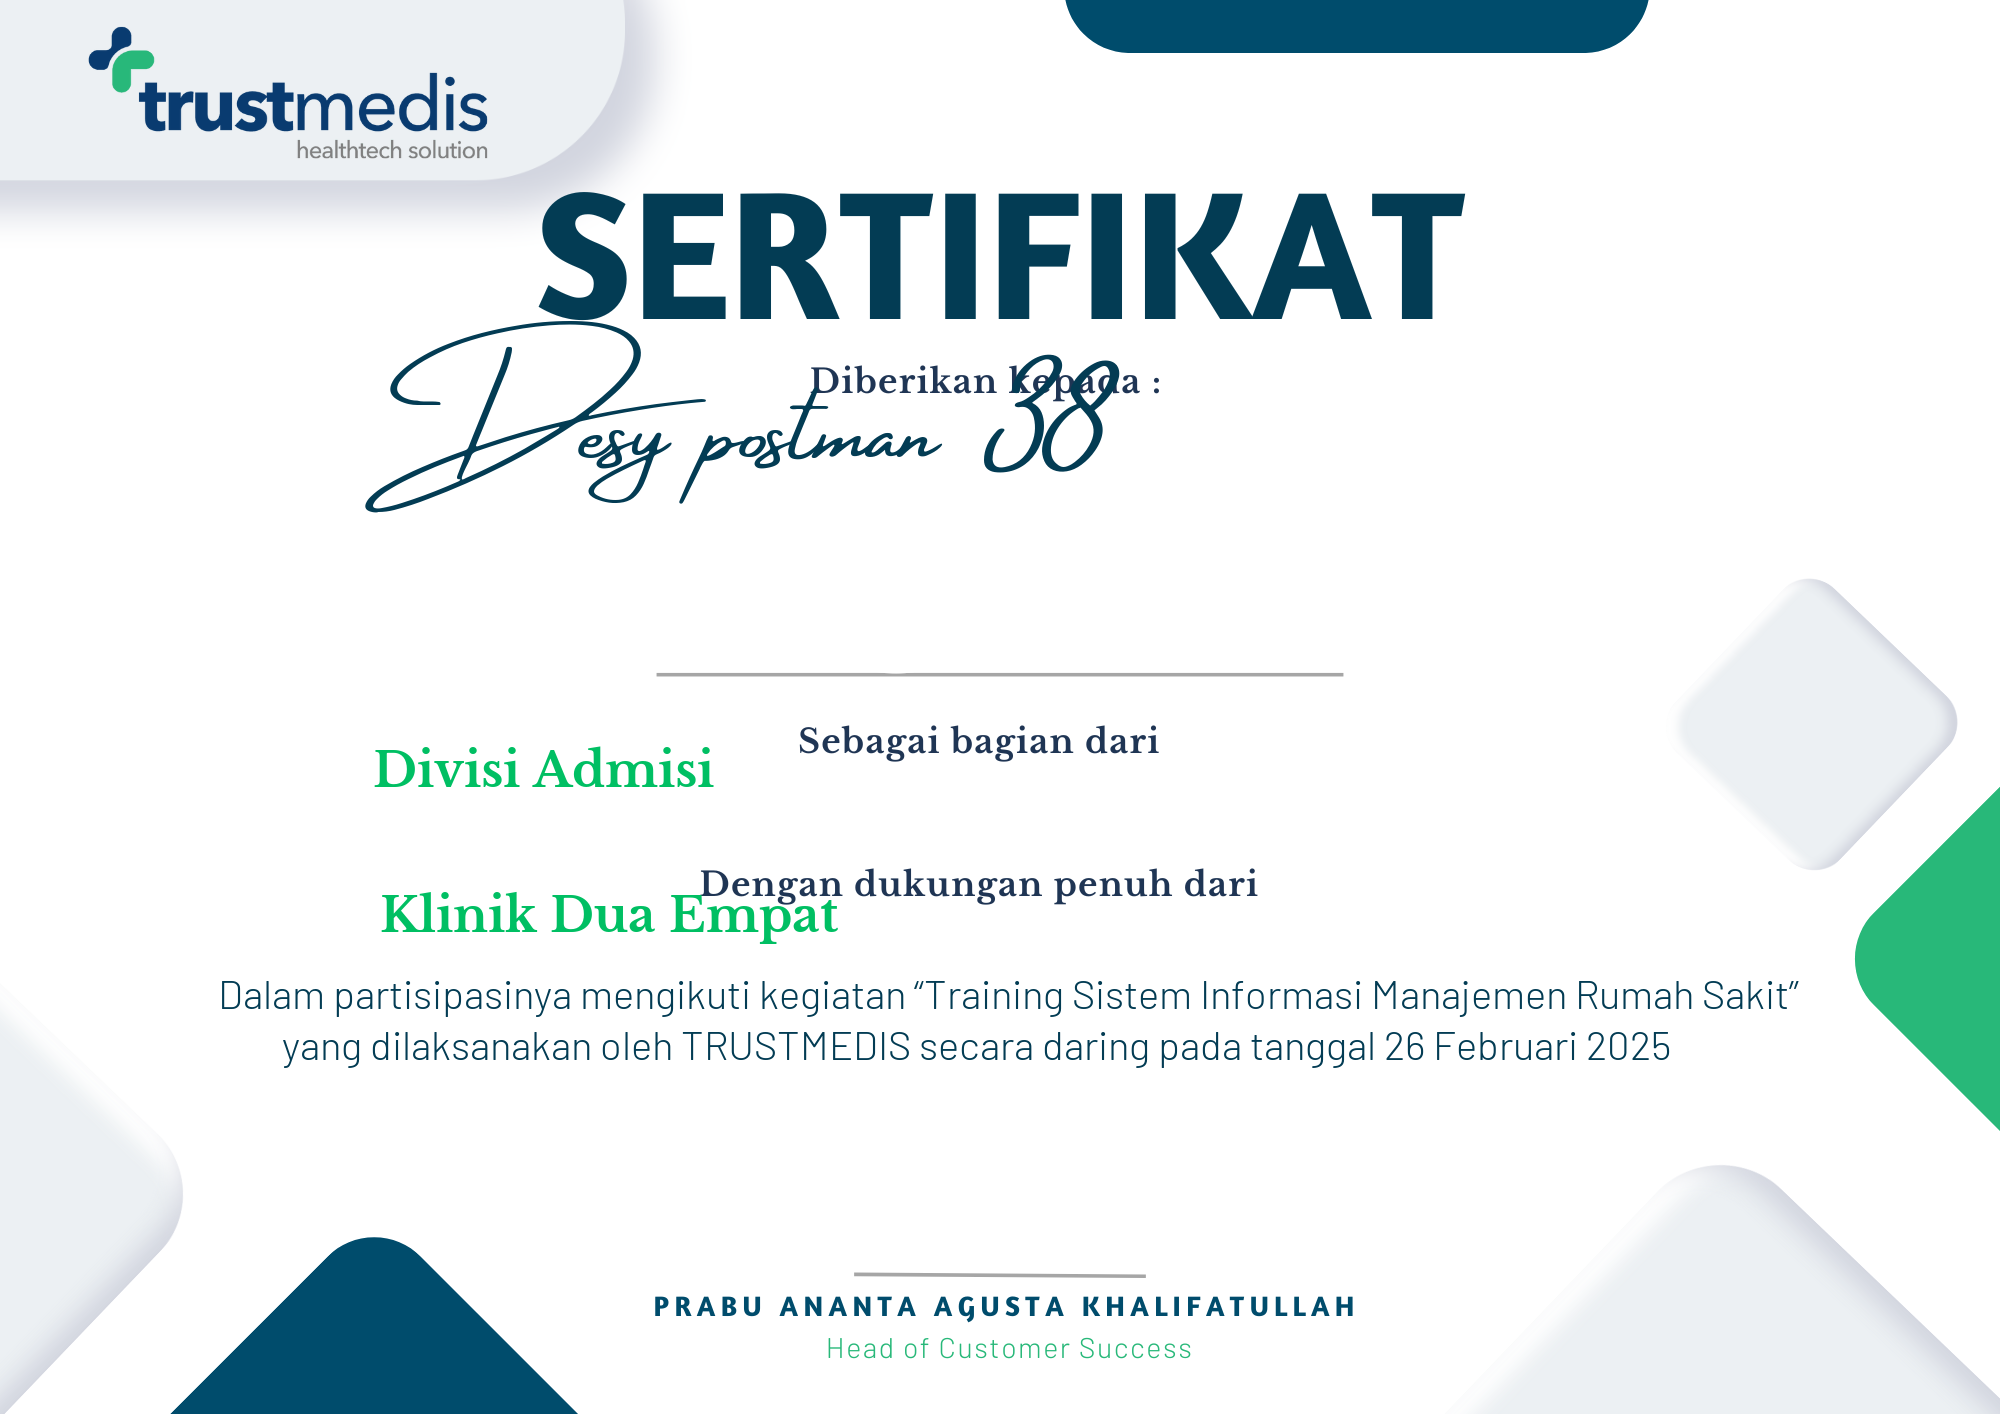 trustmedis
healthtech solution
SERTIFIKAT
Diberikan kepada :
Desy postman 38
Sebagai bagian dari
Divisi Admisi
Dengan dukungan penuh dari
Klinik Dua Empat
Dalam partisipasinya mengikuti kegiatan “Training Sistem Informasi Manajemen Rumah Sakit”
yang dilaksanakan oleh TRUSTMEDIS secara daring pada tanggal 26 Februari 2025
PRABU ANANTA AGUSTA KHALIFATULLAH
Head of Customer Success